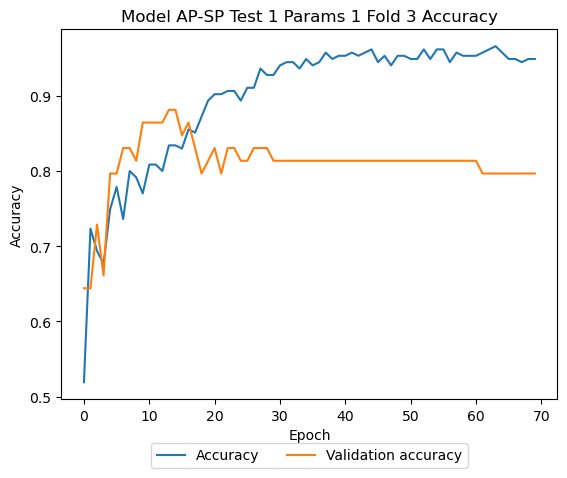 Model AP-SP Test 1 Params 1 Fold 3 Accuracy
Accuracy
0.9
0.8
0.7
0.6
0.5
0 10 20 30 40 50 60 70
Epoch
Accuracy Validation accuracy